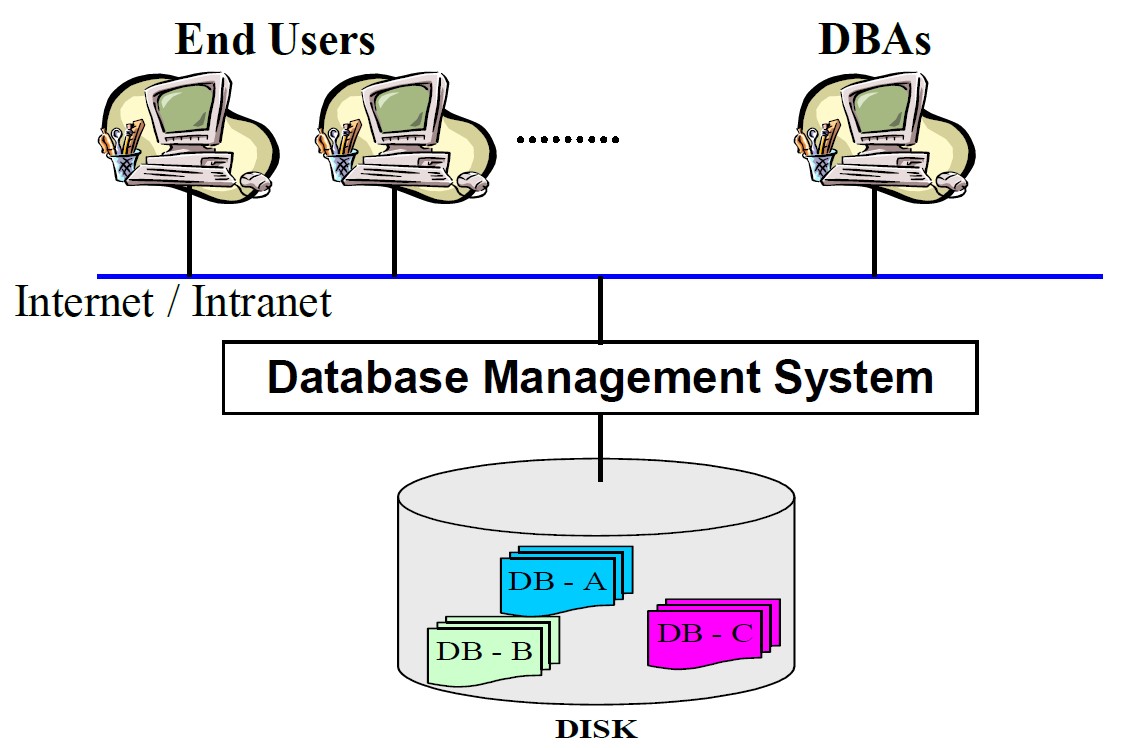 End Users
DBAs
Internet / Intranet
Database Management System
DB - A
DB - B
DB - C
DISK